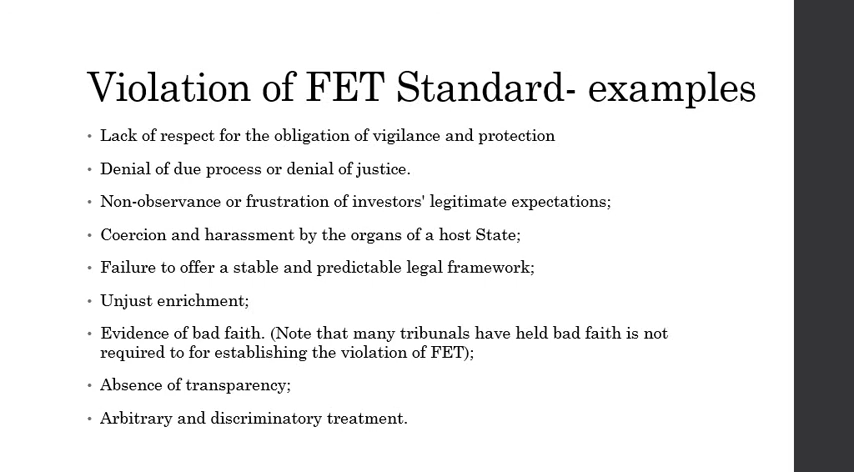 Violation of FET Standard- examples
• Lack of respect for the obligation of vigilance and protection
• Denial of due process or denial of justice.
• Non-observance or frustration of investors' legitimate expectations;
• Coercion and harassment by the organs of a host State;
• Failure to offer a stable and predictable legal framework;
• Unjust enrichment;
• Evidence of bad faith. (Note that many tribunals have held bad faith is not
required to for establishing the violation of FET);
• Absence of transparency;
• Arbitrary and discriminatory treatment.